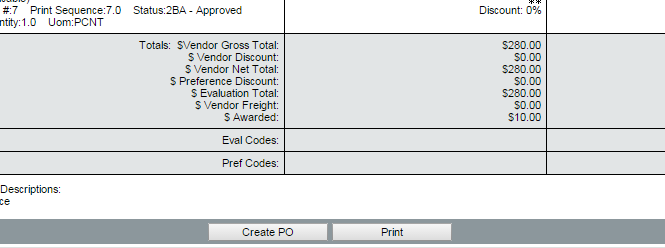 #:7 Print Sequence:7.0 Status:2BA - Approved Discount: 0%
ntity:1.0 Uom:PCNT
Totals: $Vendor Gross Total: $280.00
$ Vendor Discount: $0.00
$ Vendor Net Total: $280.00
$ Preference Discount: $0.00
$ Evaluation Total: $280.00
$ Vendor Freight: $0.00
$ Awarded: $10.00
Eval Codes:
Pref Codes:
Descriptions:
ce
Create PO Print